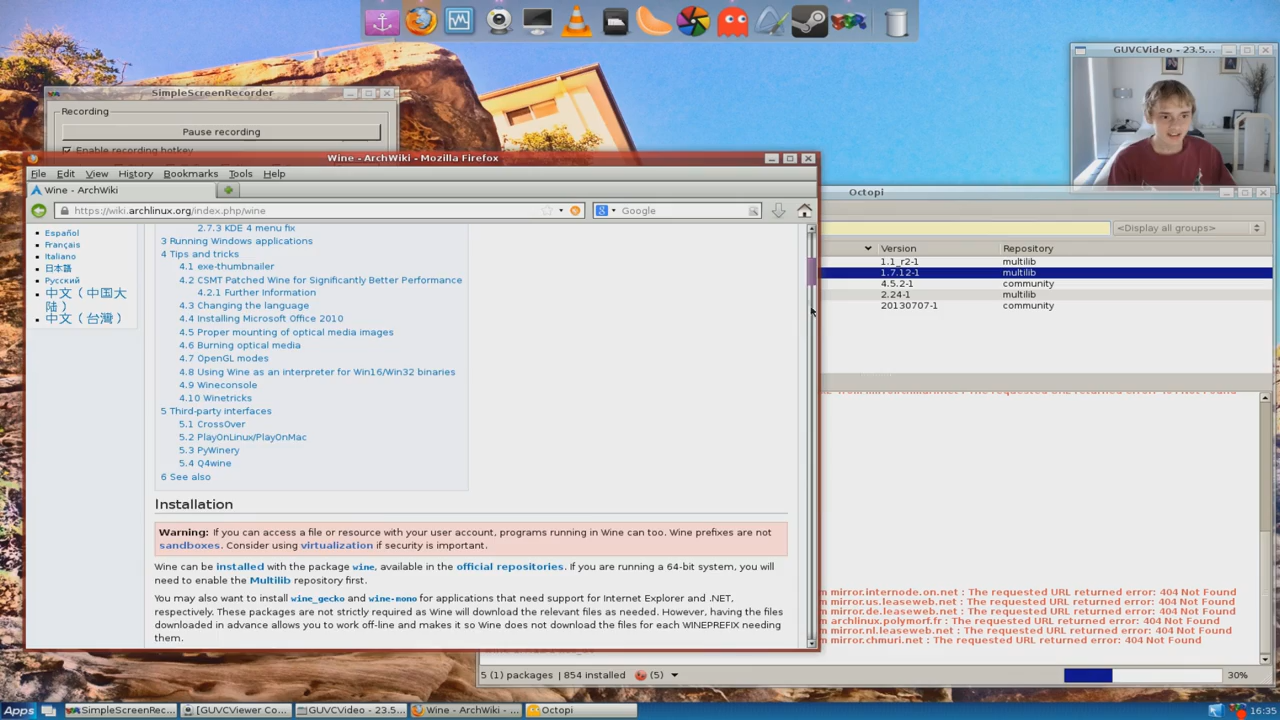 GUVCVideo - 23.5...
SimpleScreenRecorder
Recording
Pause recording
Enable recording hotkey
Wine - ArchWiki - Mozilla Firefox
File Edit View History Bookmarks Tools Help
Wine - ArchWiki
https://wiki.archlinux.org/index.php/wine
Google
Español
Français
Italiano
日本語
Русский
中文（中国大
陆）
中文（台灣）
2.7.3 KDE 4 menu fix
3 Running Windows applications
4 Tips and tricks
4.1 exe-thumbnailer
4.2 CSMT Patched Wine for Significantly Better Performance
4.2.1 Further Information
4.3 Changing the language
4.4 Installing Microsoft Office 2010
4.5 Proper mounting of optical media images
4.6 Burning optical media
4.7 OpenGL modes
4.8 Using Wine as an interpreter for Win16/Win32 binaries
4.9 Wineconsole
4.10 Winetricks
5 Third-party interfaces
5.1 CrossOver
5.2 PlayOnLinux/PlayOnMac
5.3 PyWinery
5.4 Q4wine
6 See also
Installation
Warning: If you can access a file or resource with your user account, programs running in Wine can too. Wine prefixes are not
sandboxes. Consider using virtualization if security is important.
Wine can be installed with the package wine, available in the official repositories. If you are running a 64-bit system, you will
need to enable the Multilib repository first.
You may also want to install wine_gecko and wine-mono for applications that need support for Internet Explorer and .NET,
respectively. These packages are not strictly required as Wine will download the relevant files as needed. However, having the files
downloaded in advance allows you to work off-line and makes it so Wine does not download the files for each WINEPREFIX needing
them.
Octopi
<Display all groups>
Version Repository
1.1_r2-1 multilib
1.7.12-1 multilib
4.5.2-1 community
2.24-1 multilib
20130707-1 community
The requested URL returned error: 404 Not Found
m mirror.internode.on.net : The requested URL returned error: 404 Not Found
m mirror.us.leaseweb.net : The requested URL returned error: 404 Not Found
m mirror.de.leaseweb.net : The requested URL returned error: 404 Not Found
m archlinux.polymorf.fr : The requested URL returned error: 404 Not Found
m mirror.nl.leaseweb.net : The requested URL returned error: 404 Not Found
m mirror.chmuri.net : The requested URL returned error: 404 Not Found
5 (1) packages | 854 installed (5) 30%
Apps SimpleScreenRec... [GUVCViewer Co... GUVCVideo - 23.5... Wine - ArchWiki - ... Octopi 16:35